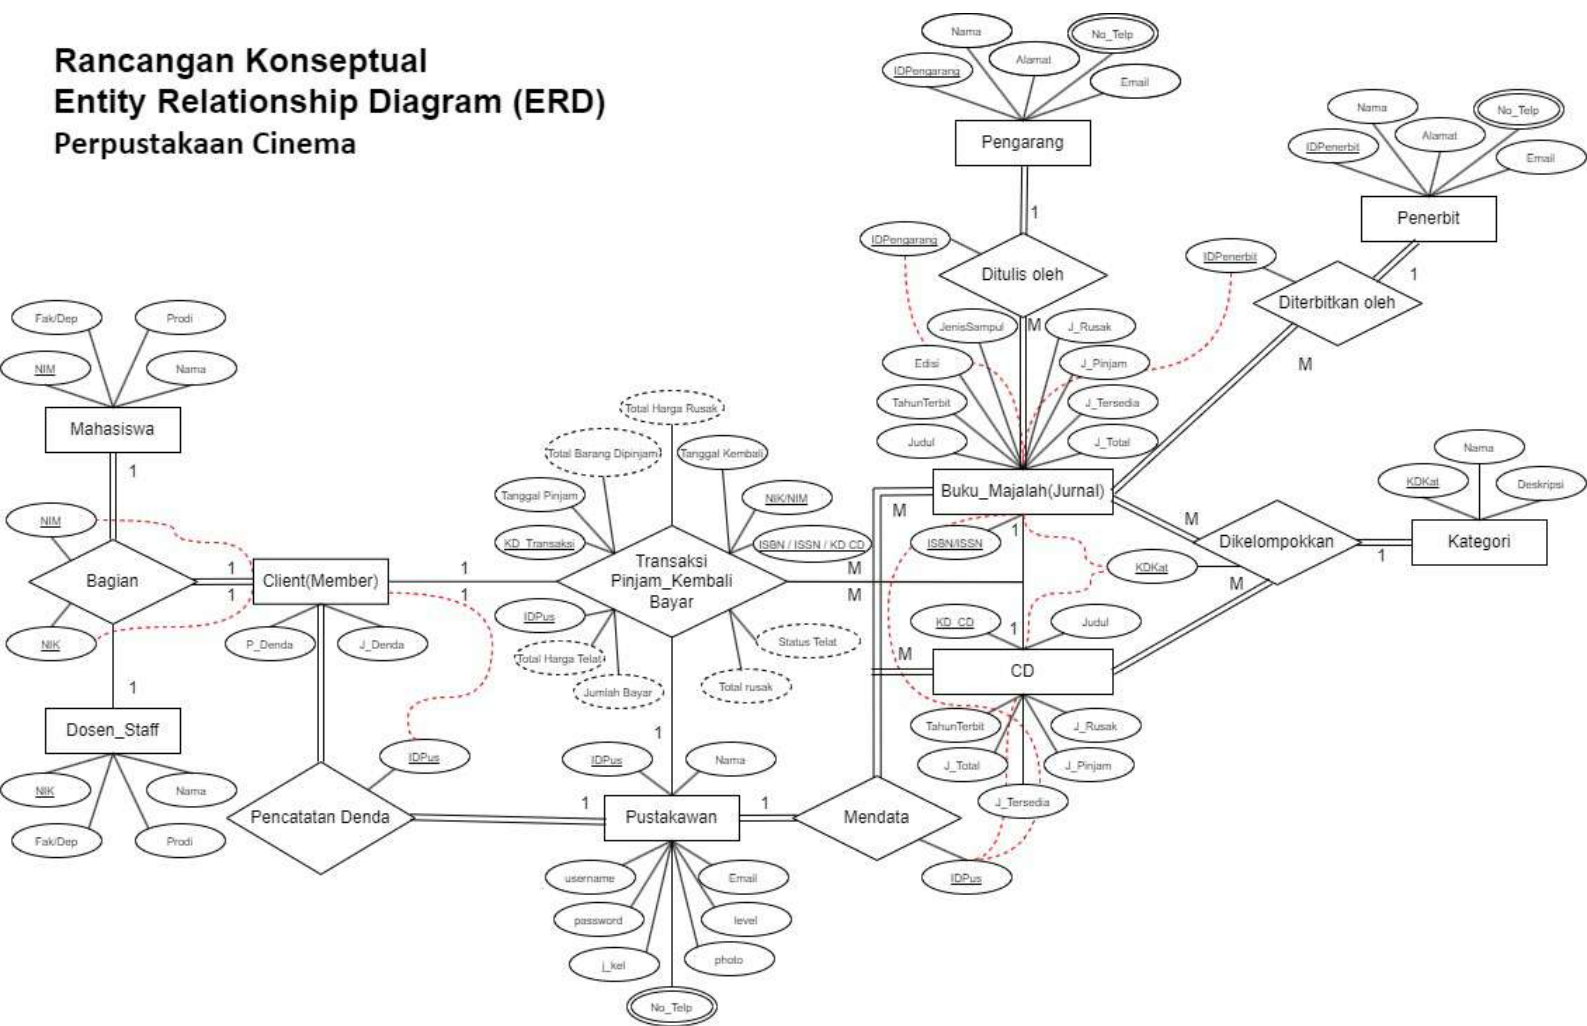 Rancangan Konseptual
Entity Relationship Diagram (ERD)
Perpustakaan Cinema
Nama
No_Telp
IDPengarang
Alamat
Email
Pengarang
1
Nama
No_Telp
IDPenerbit
Alamat
Email
Penerbit
1
IDPengarang
Ditulis oleh
M
IDPenerbit
Diterbitkan oleh
M
JenisSampul
J_Rusak
Edisi
J_Pinjam
TahunTerbit
J_Tersedia
Judul
J_Total
Buku_Majalah(Jurnal)
M
1
ISBN/ISSN
M
Dikelompokkan
M
1
KDKat
Nama
KDKat
Deskripsi
Kategori
Fak/Dep
Prodi
NIM
Nama
Mahasiswa
1
NIM
Bagian
NIK
1
1
1
Dosen_Staff
NIK
Nama
Fak/Dep
Prodi
Client(Member)
P_Denda
J_Denda
1
1
Total Harga Rusak
Total Barang Dipinjam
Tanggal Kembali
Tanggal Pinjam
NIK/NIM
KD_Transaksi
ISBN / ISSN / KD CD
Transaksi
Pinjam_Kembali
Bayar
M
M
IDPus
Status Telat
Total Harga Telat
Jumlah Bayar
Total rusak
1
KD_CD
Judul
1
M
CD
TahunTerbit
J_Rusak
J_Total
J_Pinjam
J_Tersedia
IDPus
Pencatatan Denda
1
IDPus
Nama
Pustakawan
1
Mendata
IDPus
username
Email
password
level
j_kel
photo
No_Telp